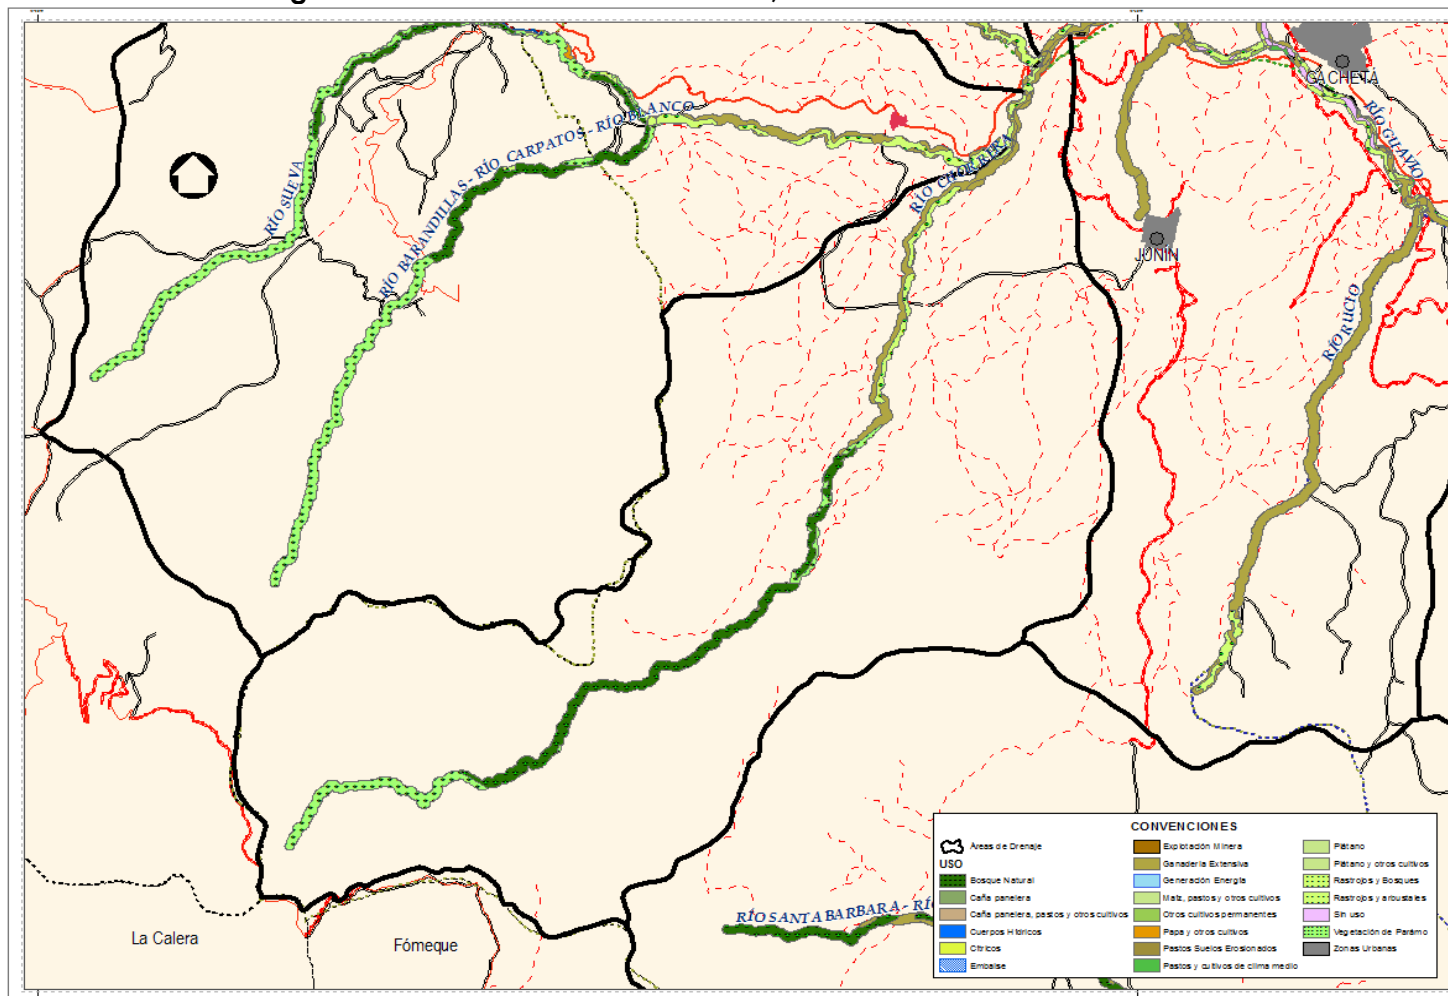 GACHETÁ
RÍO GUAVIO
RÍO BARANDILLAS - RÍO CARPATOS - RÍO BLANCO
RÍO CHORRERA
RÍO SUEVA
JUNÍN
RÍO RUCIO
RÍO SANTA BARBARA - RÍO
La Calera
Fómeque
CONVENCIONES
Áreas de Drenaje
USO
Bosque Natural
Caña panelera
Caña panelera, pastos y otros cultivos
Cuerpos Hídricos
Cítricos
Embalse
Explotación Minera
Ganadería Extensiva
Generación Energía
Maíz, pastos y otros cultivos
Otros cultivos permanentes
Papa y otros cultivos
Pastos Suelos Erosionados
Pastos y cultivos de clima medio
Plátano
Plátano y otros cultivos
Rastrojos y Bosques
Rastrojos y arbustales
Sin uso
Vegetación de Parámo
Zonas Urbanas